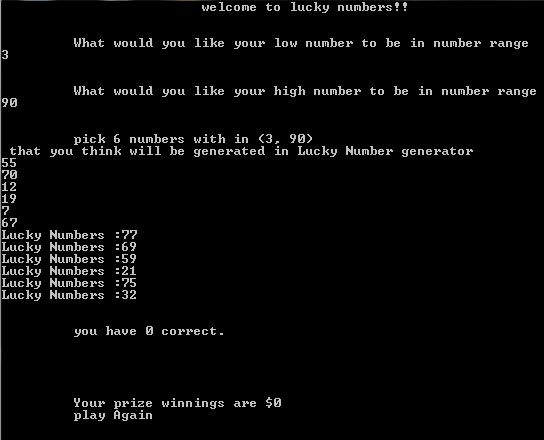 welcome to lucky numbers!!
What would you like your low number to be in number range
3
What would you like your high number to be in number range
90
pick 6 numbers with in (3, 90)
that you think will be generated in Lucky Number generator
55
70
12
19
7
67
Lucky Numbers :77
Lucky Numbers :69
Lucky Numbers :59
Lucky Numbers :21
Lucky Numbers :75
Lucky Numbers :32
you have 0 correct.
Your prize winnings are $0
play Again